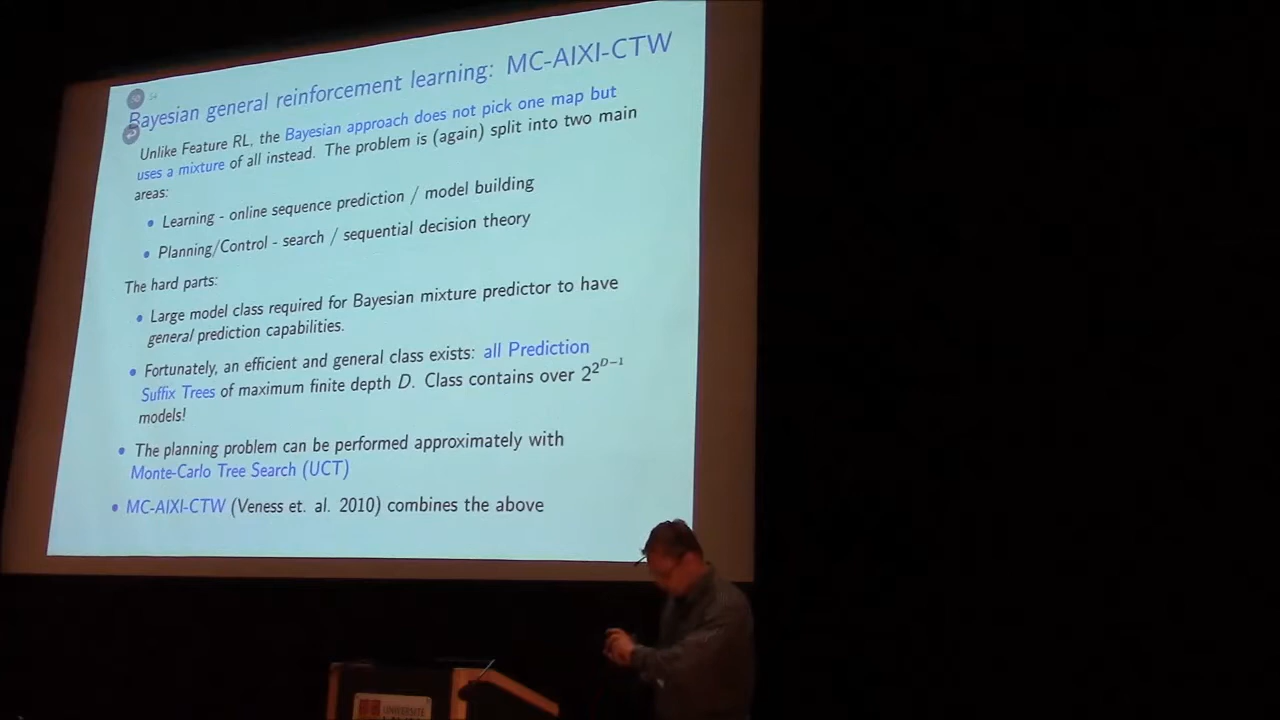 50 54
Bayesian general reinforcement learning: MC-AIXI-CTW
Unlike Feature RL, the Bayesian approach does not pick one map but
uses a mixture of all instead. The problem is (again) split into two main
areas:
• Learning - online sequence prediction / model building
• Planning/Control - search / sequential decision theory
The hard parts:
• Large model class required for Bayesian mixture predictor to have
general prediction capabilities.
• Fortunately, an efficient and general class exists: all Prediction
Suffix Trees of maximum finite depth D. Class contains over 2^{2^{D−1}}
models!
• The planning problem can be performed approximately with
Monte-Carlo Tree Search (UCT)
• MC-AIXI-CTW (Veness et. al. 2010) combines the above
UNIVERSITE